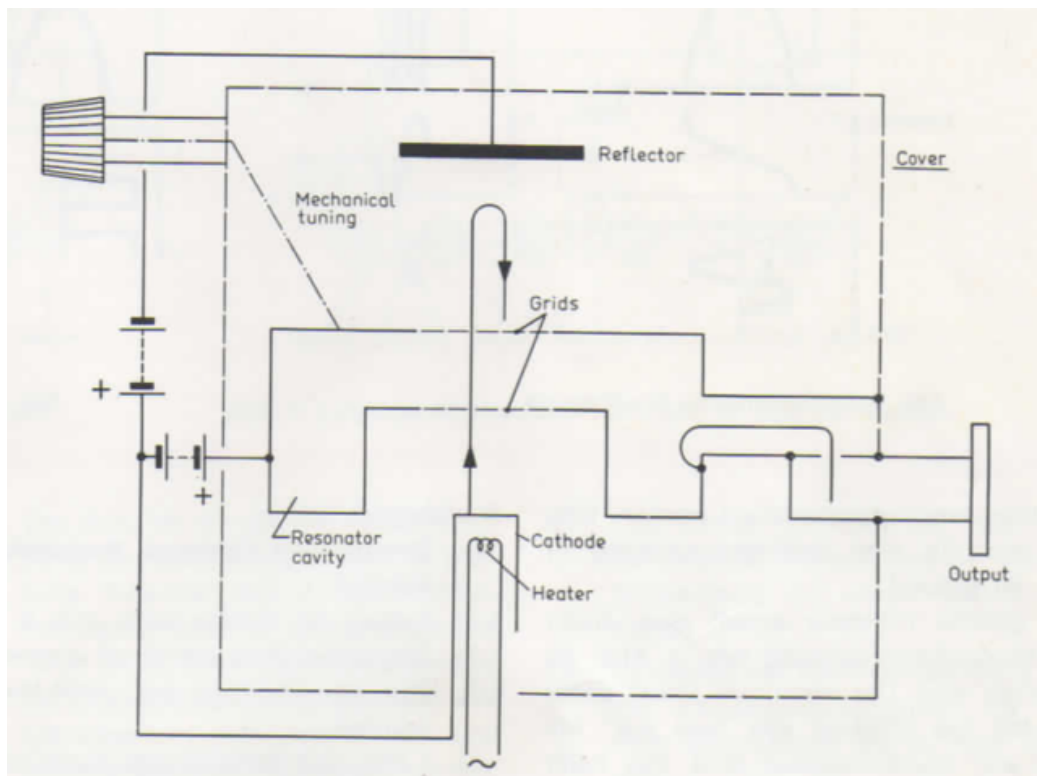 Reflector
Cover
Mechanical
tuning
Grids
+
+
Resonator
cavity
Cathode
Heater
Output
~